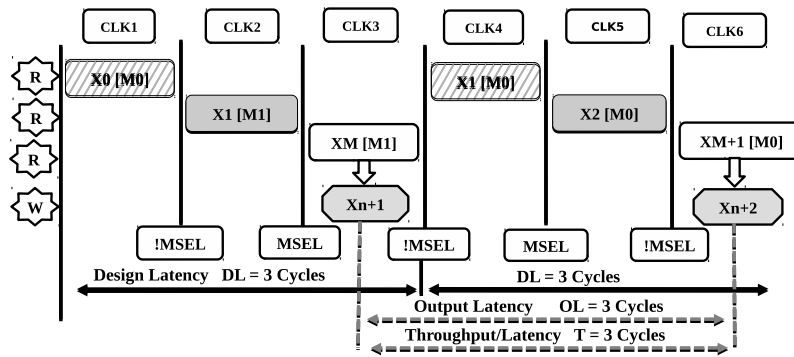 CLK1 CLK2 CLK3 CLK4 CLK5 CLK6
R X0 [M0] X1 [M0]
R X1 [M1] X2 [M0]
R XM [M1] XM+1 [M0]
W Xn+1 Xn+2
!MSEL MSEL !MSEL MSEL !MSEL
Design Latency DL = 3 Cycles DL = 3 Cycles
Output Latency OL = 3 Cycles
Throughput/Latency T = 3 Cycles